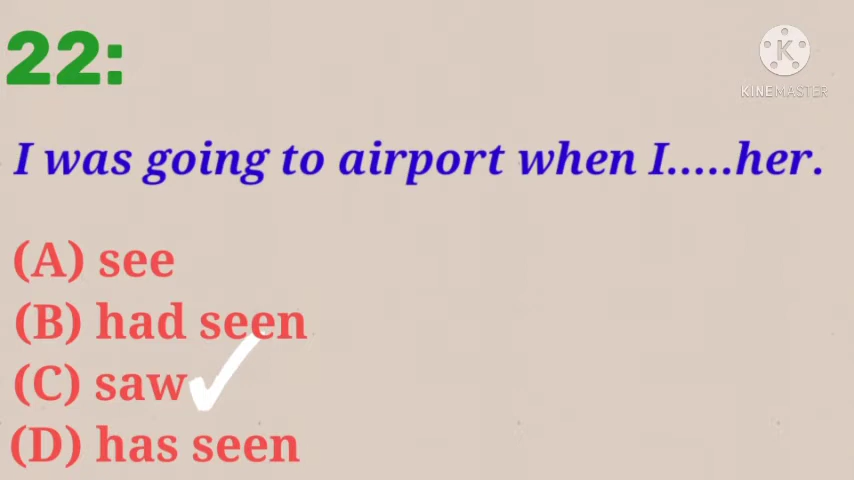 22:
KINEMASTER
I was going to airport when I.....her.
(A) see
(B) had seen
(C) saw
(D) has seen